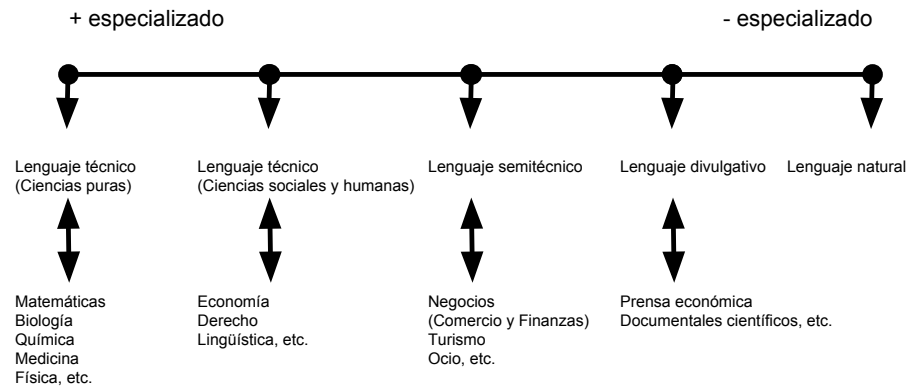 + especializado
- especializado
Lenguaje técnico
(Ciencias puras)
Lenguaje técnico
(Ciencias sociales y humanas)
Lenguaje semitécnico
Lenguaje divulgativo
Lenguaje natural
Matemáticas
Biología
Química
Medicina
Física, etc.
Economía
Derecho
Lingüística, etc.
Negocios
(Comercio y Finanzas)
Turismo
Ocio, etc.
Prensa económica
Documentales científicos, etc.